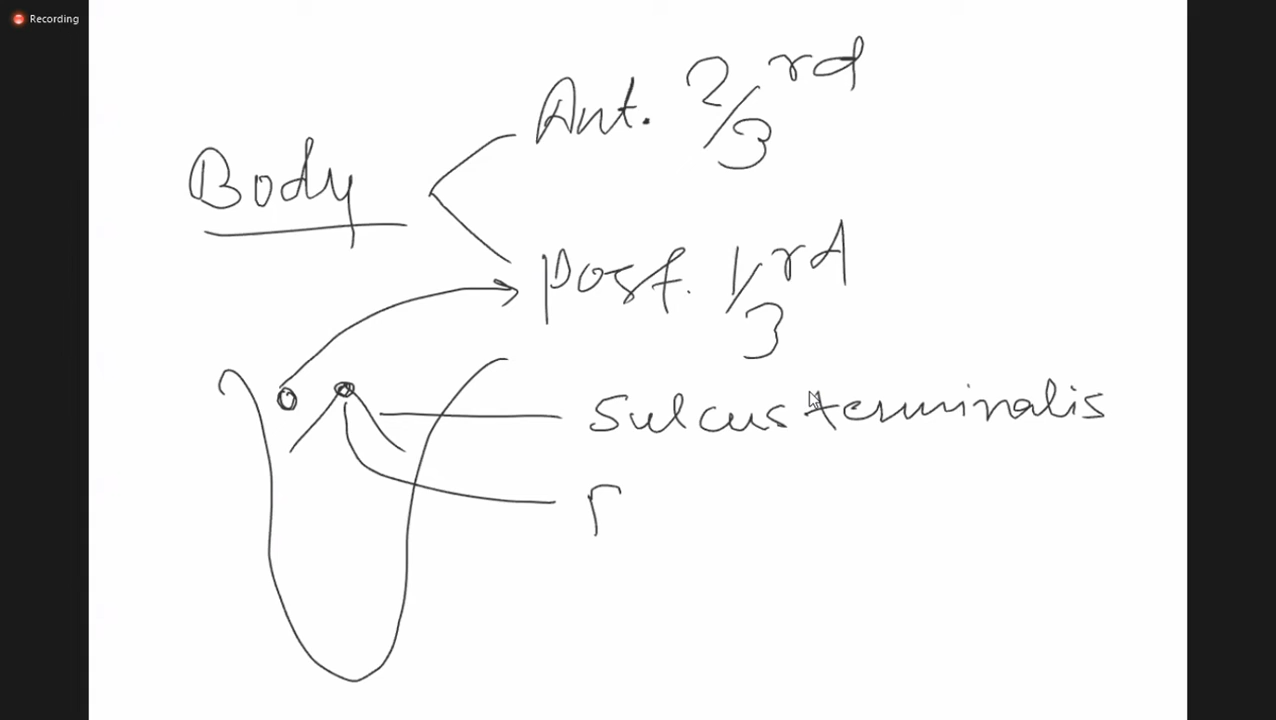 Recording
Ant. 2/3rd
Body
Post. 1/3rd
Sulcus terminalis